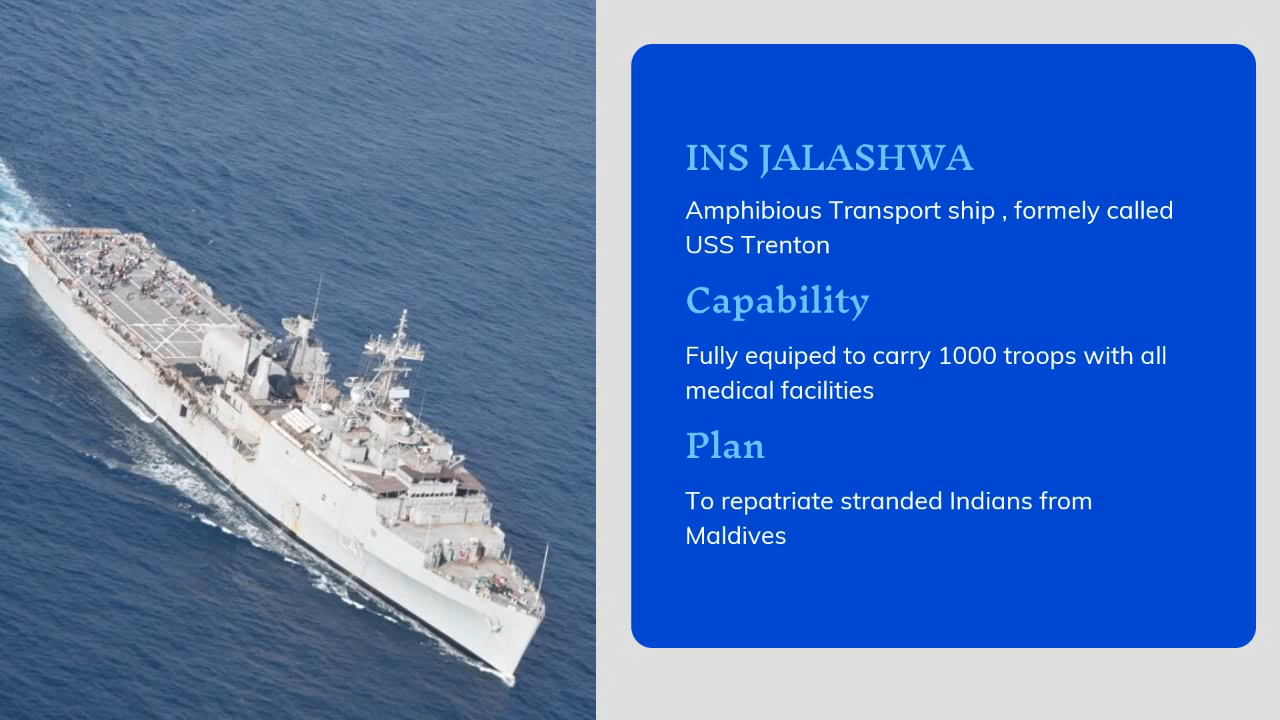 INS JALASHWA
Amphibious Transport ship , formely called
USS Trenton
Capability
Fully equiped to carry 1000 troops with all
medical facilities
Plan
To repatriate stranded Indians from
Maldives
L41